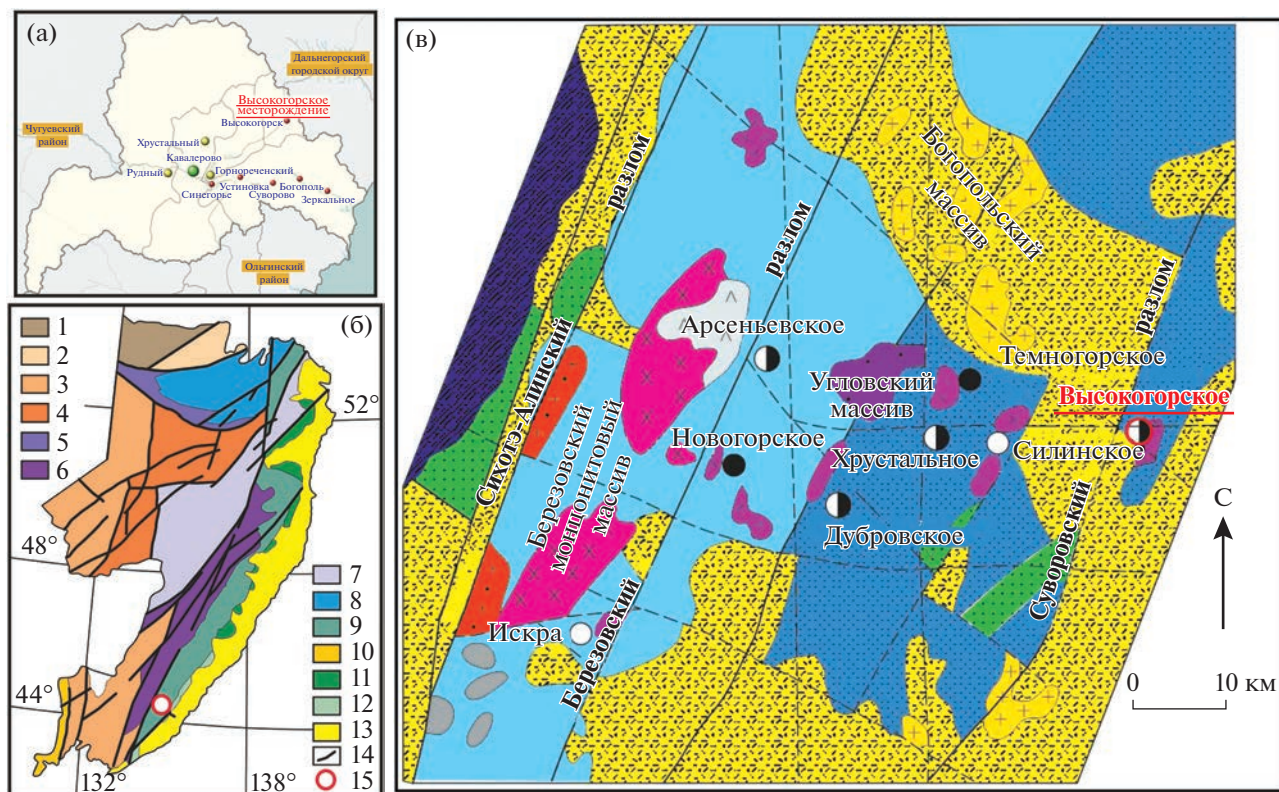 (а)
Дальнегорский
городской округ
Высокогорское
месторождение
Высокогорск
Чугуевский
район
Хрустальный
Кавалерово
Рудный
Горнореченский
Устиновка
Богополь
Синегорье
Суворово
Зеркальное
Ольгинский
район
(б)
1
2
3
4
5
6
52°
48°
44°
7
8
9
10
11
12
13
14
15
132°
138°
(в)
разлом
Богопольский
массив
разлом
разлом
Арсеньевское
Темногорское
Угловский
массив
Высокогорское
Сихотэ-Алинский
Новогорское
Хрустальное
Силинское
Березовский
монцонитовый
массив
Дубровское
С
Суворовский
Искра
Березовский
0
10 км